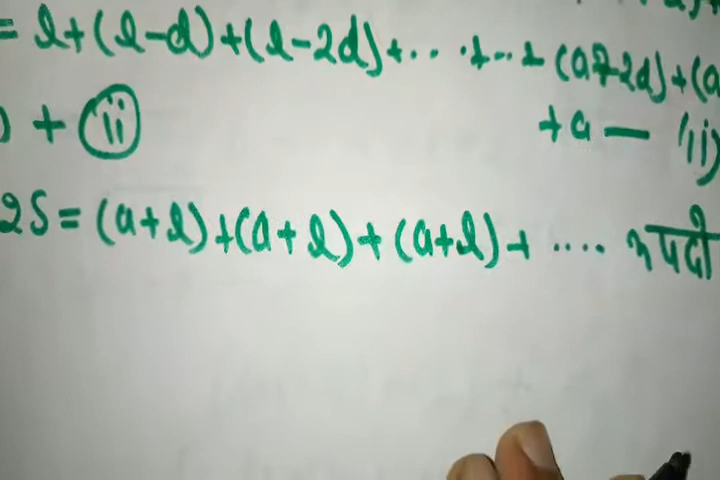 = l+(l-d)+(l-2d)+.. .+..+ (a+2d)+(a
) + (ii) +a — (ii)
2S = (a+l)+(a+l)+(a+l)+ .... n पदो